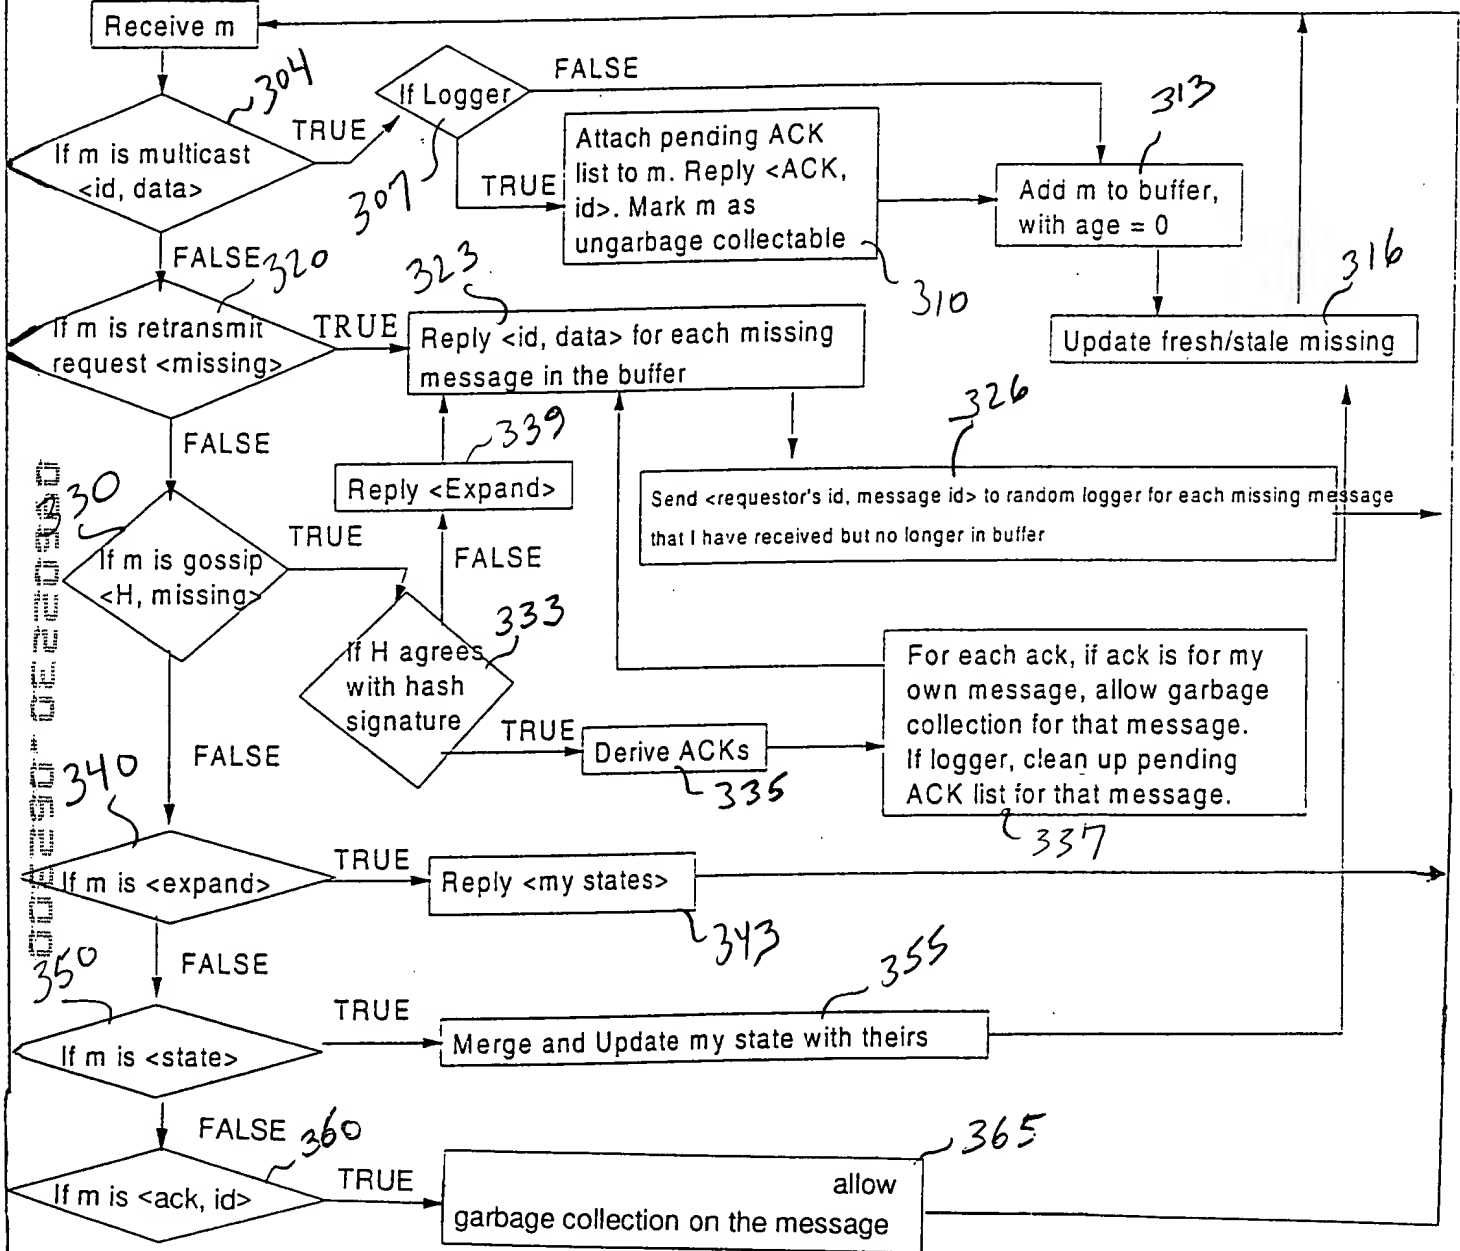 Receive m
304
If m is multicast
<id, data>
TRUE
If Logger
FALSE
307
TRUE
Attach pending ACK
list to m. Reply <ACK,
id>. Mark m as
ungarbage collectable
310
313
Add m to buffer,
with age = 0
316
Update fresh/stale missing
FALSE
320
If m is retransmit
request <missing>
TRUE
323
Reply <id, data> for each missing
message in the buffer
326
Send <requestor's id, message id> to random logger for each missing message
that I have received but no longer in buffer
FALSE
339
Reply <Expand>
330
If m is gossip
<H, missing>
TRUE
FALSE
333
If H agrees
with hash
signature
TRUE
Derive ACKs
335
For each ack, if ack is for my
own message, allow garbage
collection for that message.
If logger, clean up pending
ACK list for that message.
337
FALSE
340
If m is <expand>
TRUE
Reply <my states>
343
FALSE
350
If m is <state>
TRUE
355
Merge and Update my state with theirs
FALSE
360
If m is <ack, id>
TRUE
365
allow
garbage collection on the message